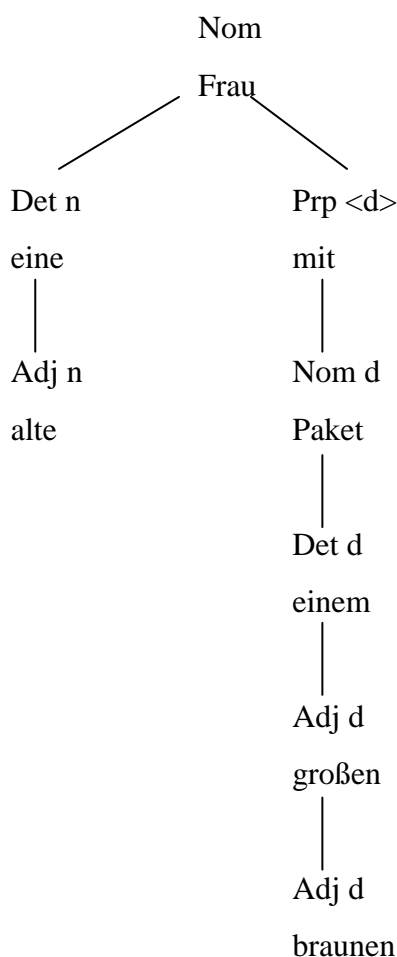 Nom
Frau
Det n Prp <d>
eine mit
Adj n Nom d
alte Paket
Det d
einem
Adj d
großen
Adj d
braunen